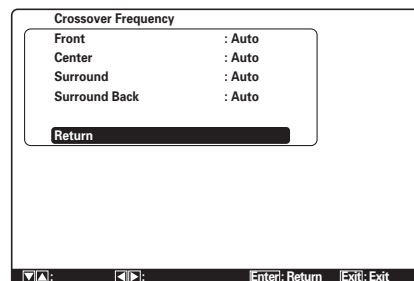 Crossover Frequency
Front : Auto
Center : Auto
Surround : Auto
Surround Back : Auto
Return
▼▲: ◀▶: Enter: Return Exit: Exit